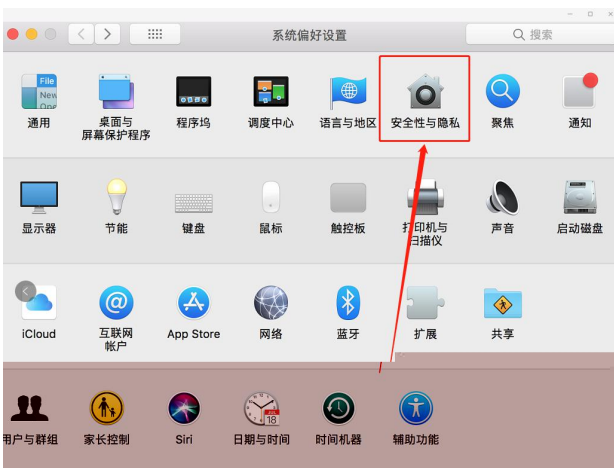 系统偏好设置
搜索
File
New
Ope
通用
桌面与
屏幕保护程序
程序坞
调度中心
语言与地区
安全性与隐私
聚焦
通知
显示器
节能
键盘
鼠标
触控板
打印机与
扫描仪
声音
启动磁盘
iCloud
互联网
帐户
App Store
网络
蓝牙
扩展
共享
18
用户与群组
家长控制
Siri
日期与时间
时间机器
辅助功能